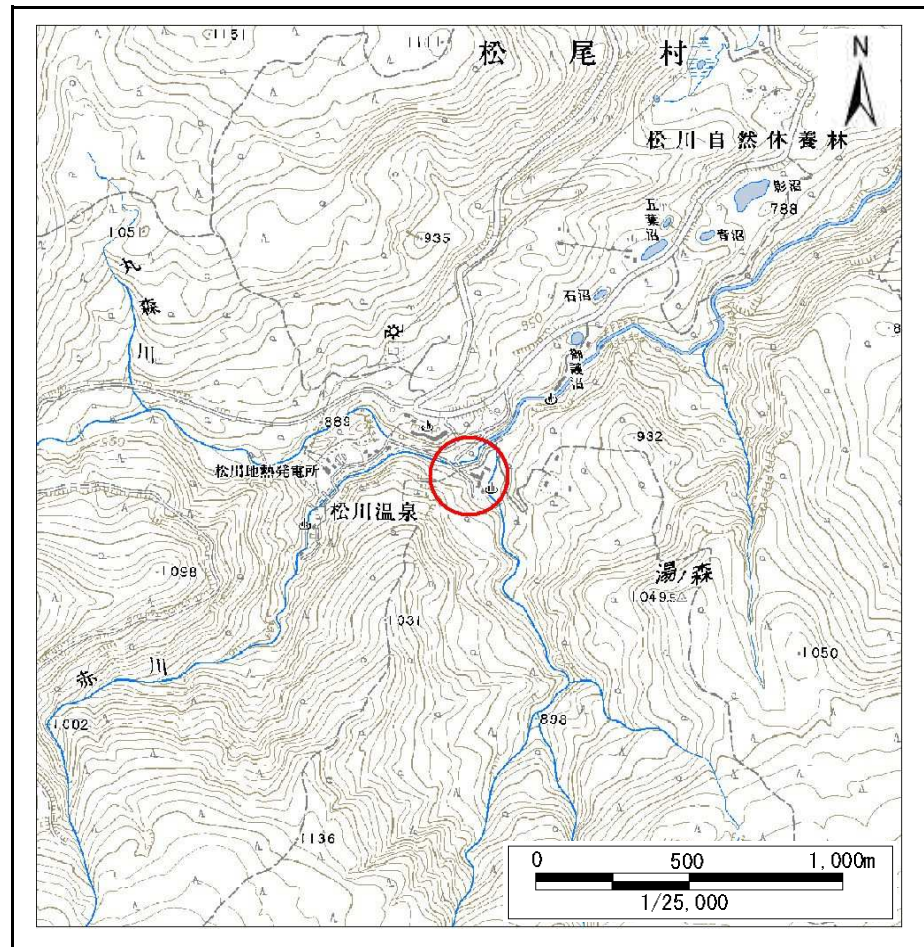 1151
松尾村
N
松川自然休養林
影沼
788
五葉沼
青沼
1051
935
丸森川
石沼
850
御護沼
889
932
松川地熱発電所
松川温泉
湯ノ森
1098
1049.5
1031
1050
赤川
1002
898
1136
0 500 1,000m
1/25,000